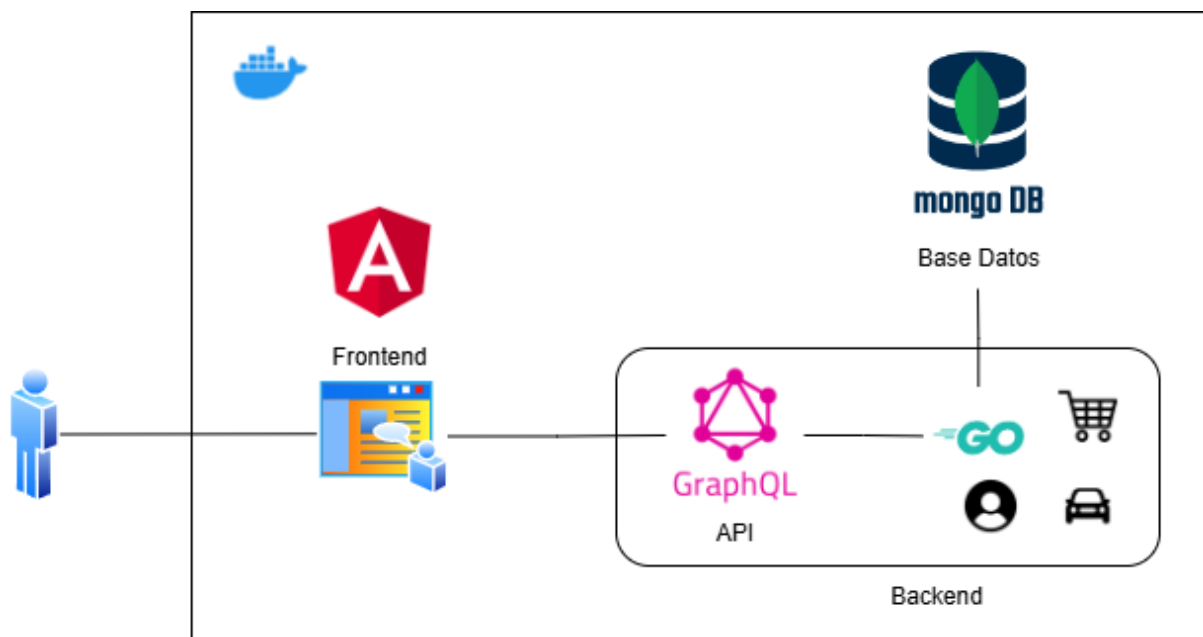 mongo DB
Base Datos
A
Frontend
GO
GraphQL
API
Backend